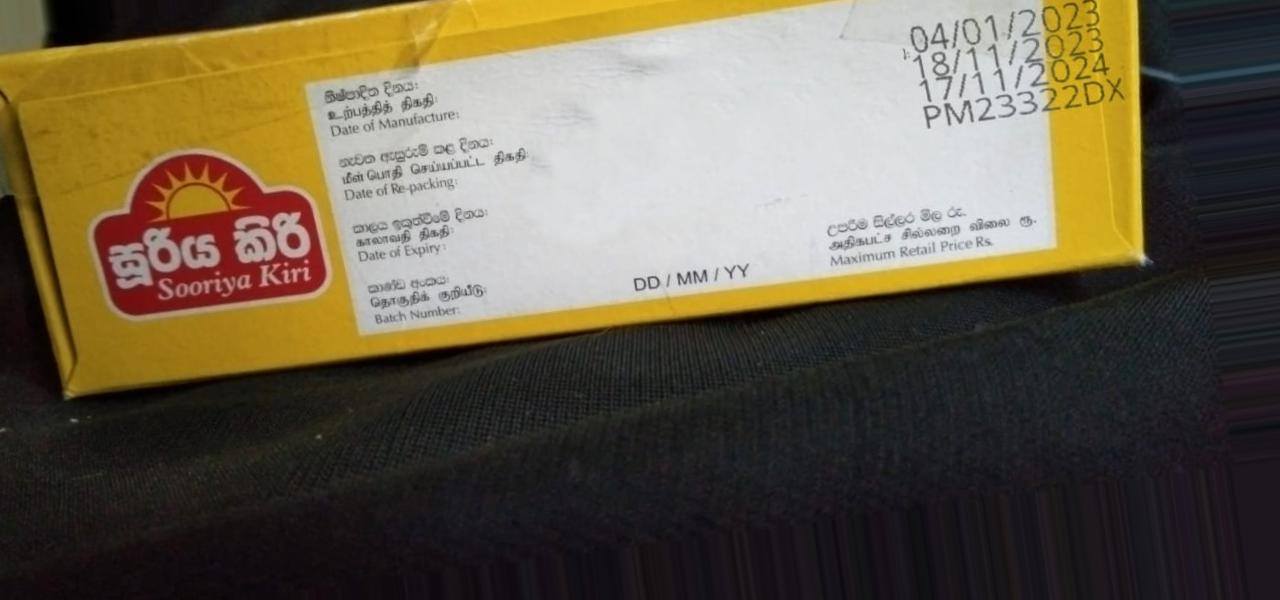 සූරිය කිරි
Sooriya Kiri
නිෂ්පාදිත දිනය:
உற்பத்தித் திகதி:
Date of Manufacture:
නැවත ඇසුරුම් කළ දිනය:
மீள் பொதி செய்யப்பட்ட திகதி:
Date of Re-packing:
කාලය ඉකුත්වීමේ දිනය:
காலாவதி திகதி:
Date of Expiry:
කාණ්ඩ අංකය:
தொகுதிக் குறியீடு:
Batch Number:
DD / MM / YY
04/01/2023
18/11/2023
17/11/2024
PM23322DX
උපරිම සිල්ලර මිල රු.
அதிகபட்ச சில்லறை விலை ரூ.
Maximum Retail Price Rs.